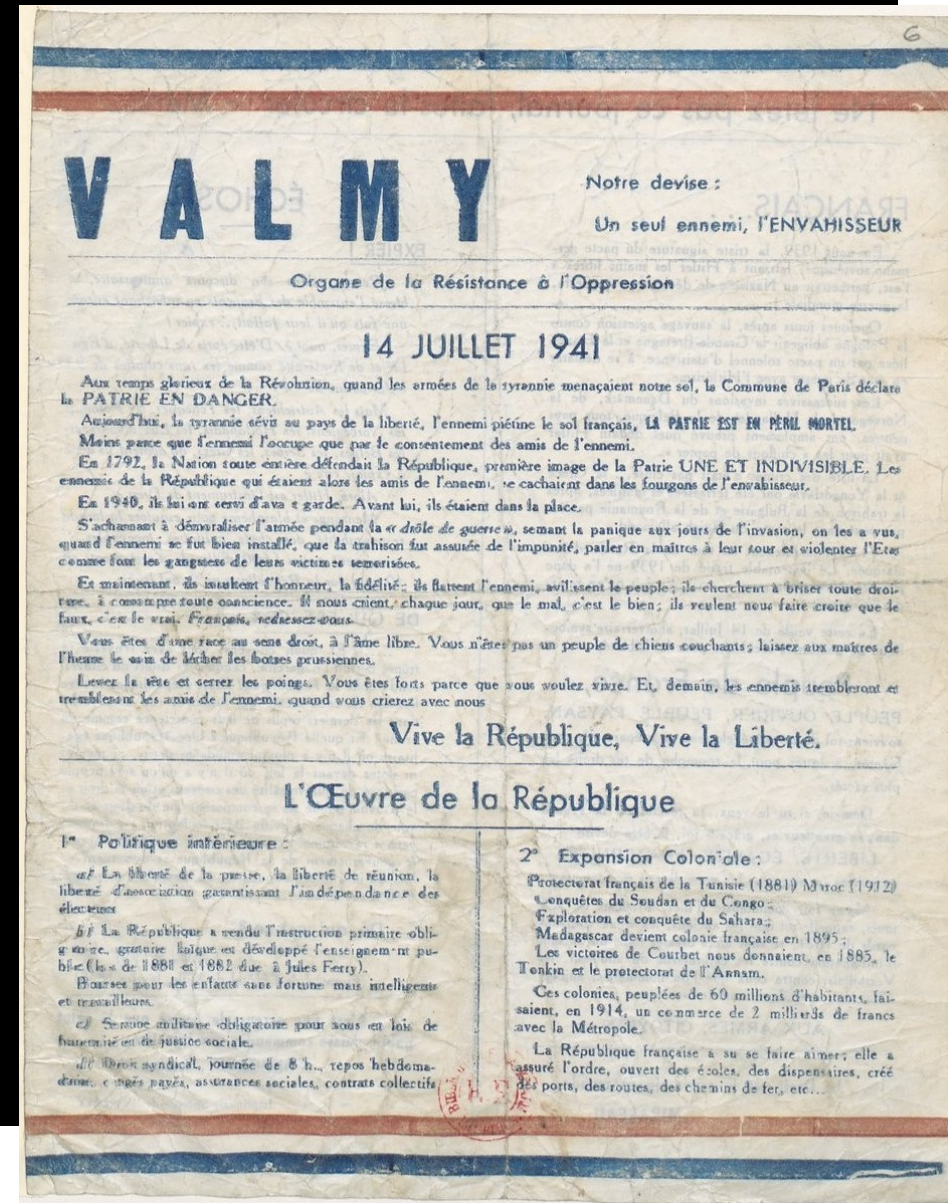 6
VALMY
Notre devise :
Un seul ennemi, l'ENVAHISSEUR
Organe de la Résistance à l'Oppression
14 JUILLET 1941
Aux temps glorieux de la Révolution, quand les armées de la tyrannie menaçaient notre sol, la Commune de Paris déclare
la PATRIE EN DANGER.
Aujourd'hui, la tyrannie sévit au pays de la liberté, l'ennemi piétine le sol français, LA PATRIE EST EN PÉRIL MORTEL.
Moins parce que l'ennemi l'occupe que par le consentement des amis de l'ennemi.
En 1792, la Nation toute entière défendait la République, première image de la Patrie UNE ET INDIVISIBLE. Les
ennemis de la République qui étaient alors les amis de l'ennemi, se cachaient dans les fourgons de l'envahisseur.
En 1940, ils lui ont servi d'ava t garde. Avant lui, ils étaient dans la place.
S'acharnant à démoraliser l'armée pendant la « drôle de guerre », semant la panique aux jours de l'invasion, on les a vus,
quand l'ennemi se fut bien installé, que la trahison fut assurée de l'impunité, parler en maîtres à leur tour et violenter l'Etat
comme font les gangsters de leurs victimes terrorisées.
Et maintenant, ils insultent l'honneur, la fidélité ; ils flattent l'ennemi, avilissent le peuple ; ils cherchent à briser toute droi-
ture, à corrompre toute conscience. Il nous crient, chaque jour, que le mal, c'est le bien ; ils veulent nous faire croire que le
faux, c'est le vrai. Français, redressez-vous.
Vous êtes d'une race au sens droit, à l'âme libre. Vous n'êtes pas un peuple de chiens couchants ; laissez aux maîtres de
l'heure le soin de lécher les bottes prussiennes.
Levez la tête et serrez les poings. Vous êtes forts parce que vous voulez vivre. Et, demain, les ennemis trembleront et
trembleront les amis de l'ennemi, quand vous crierez avec nous
Vive la République, Vive la Liberté.
L'Œuvre de la République
1° Politique intérieure :
a) La liberté de la presse, la liberté de réunion, la
liberté d'association garantissant l'indépendance des
électeurs
b) La République a rendu l'instruction primaire obli-
g toire, gratuite laïque et développé l'enseignem nt pu-
blic (lo s de 1881 et 1882 due à Jules Ferry).
Bourses pour les enfants sans fortune mais intelligents
et travailleurs.
c) Service militaire obligatoire pour tous en lois de
fraternité et de justice sociale.
d) Droit syndical, journée de 8 h., repos hebdoma-
daire, congés payés, assurances sociales, contrats collectifs
2° Expansion Colon'ale :
Protectorat français de la Tunisie (1881) Maroc (1912)
Conquêtes du Soudan et du Congo ;
Exploration et conquête du Sahara ;
Madagascar devient colonie française en 1895 ;
Les victoires de Courbet nous donnaient, en 1885, le
Tonkin et le protectorat de l'Annam.
Ces colonies, peuplées de 60 millions d'habitants, fai-
saient, en 1914, un commerce de 2 milliards de francs
avec la Métropole.
La République française a su se faire aimer ; elle a
assuré l'ordre, ouvert des écoles, des dispensaires, créé
des ports, des routes, des chemins de fer, etc...